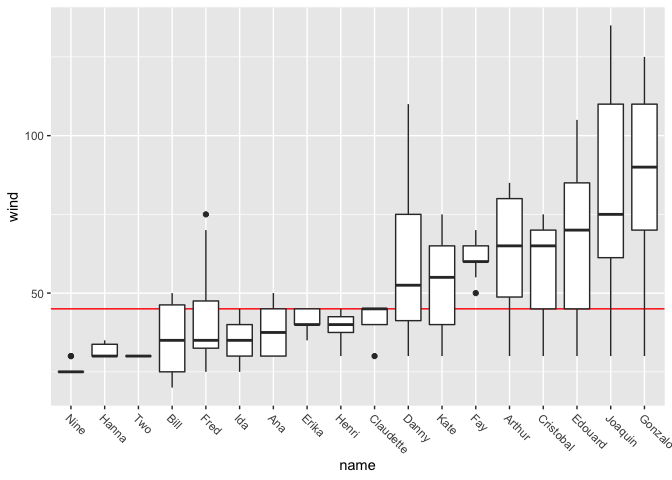 wind
100
50
Nine
Hanna
Two
Bill
Fred
Ida
Ana
Erika
Henri
Claudette
Danny
Kate
Fay
Arthur
Cristobal
Edouard
Joaquin
Gonzalo
name